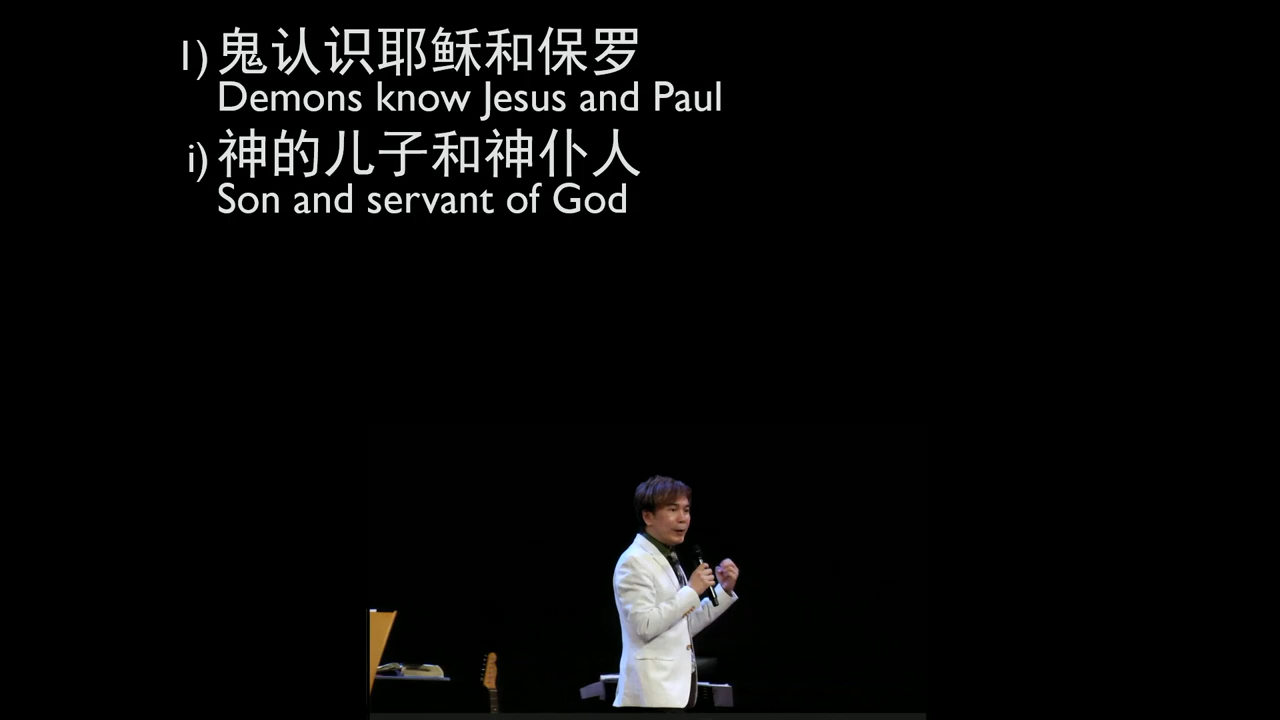 1) 鬼认识耶稣和保罗
Demons know Jesus and Paul
i) 神的儿子和神仆人
Son and servant of God